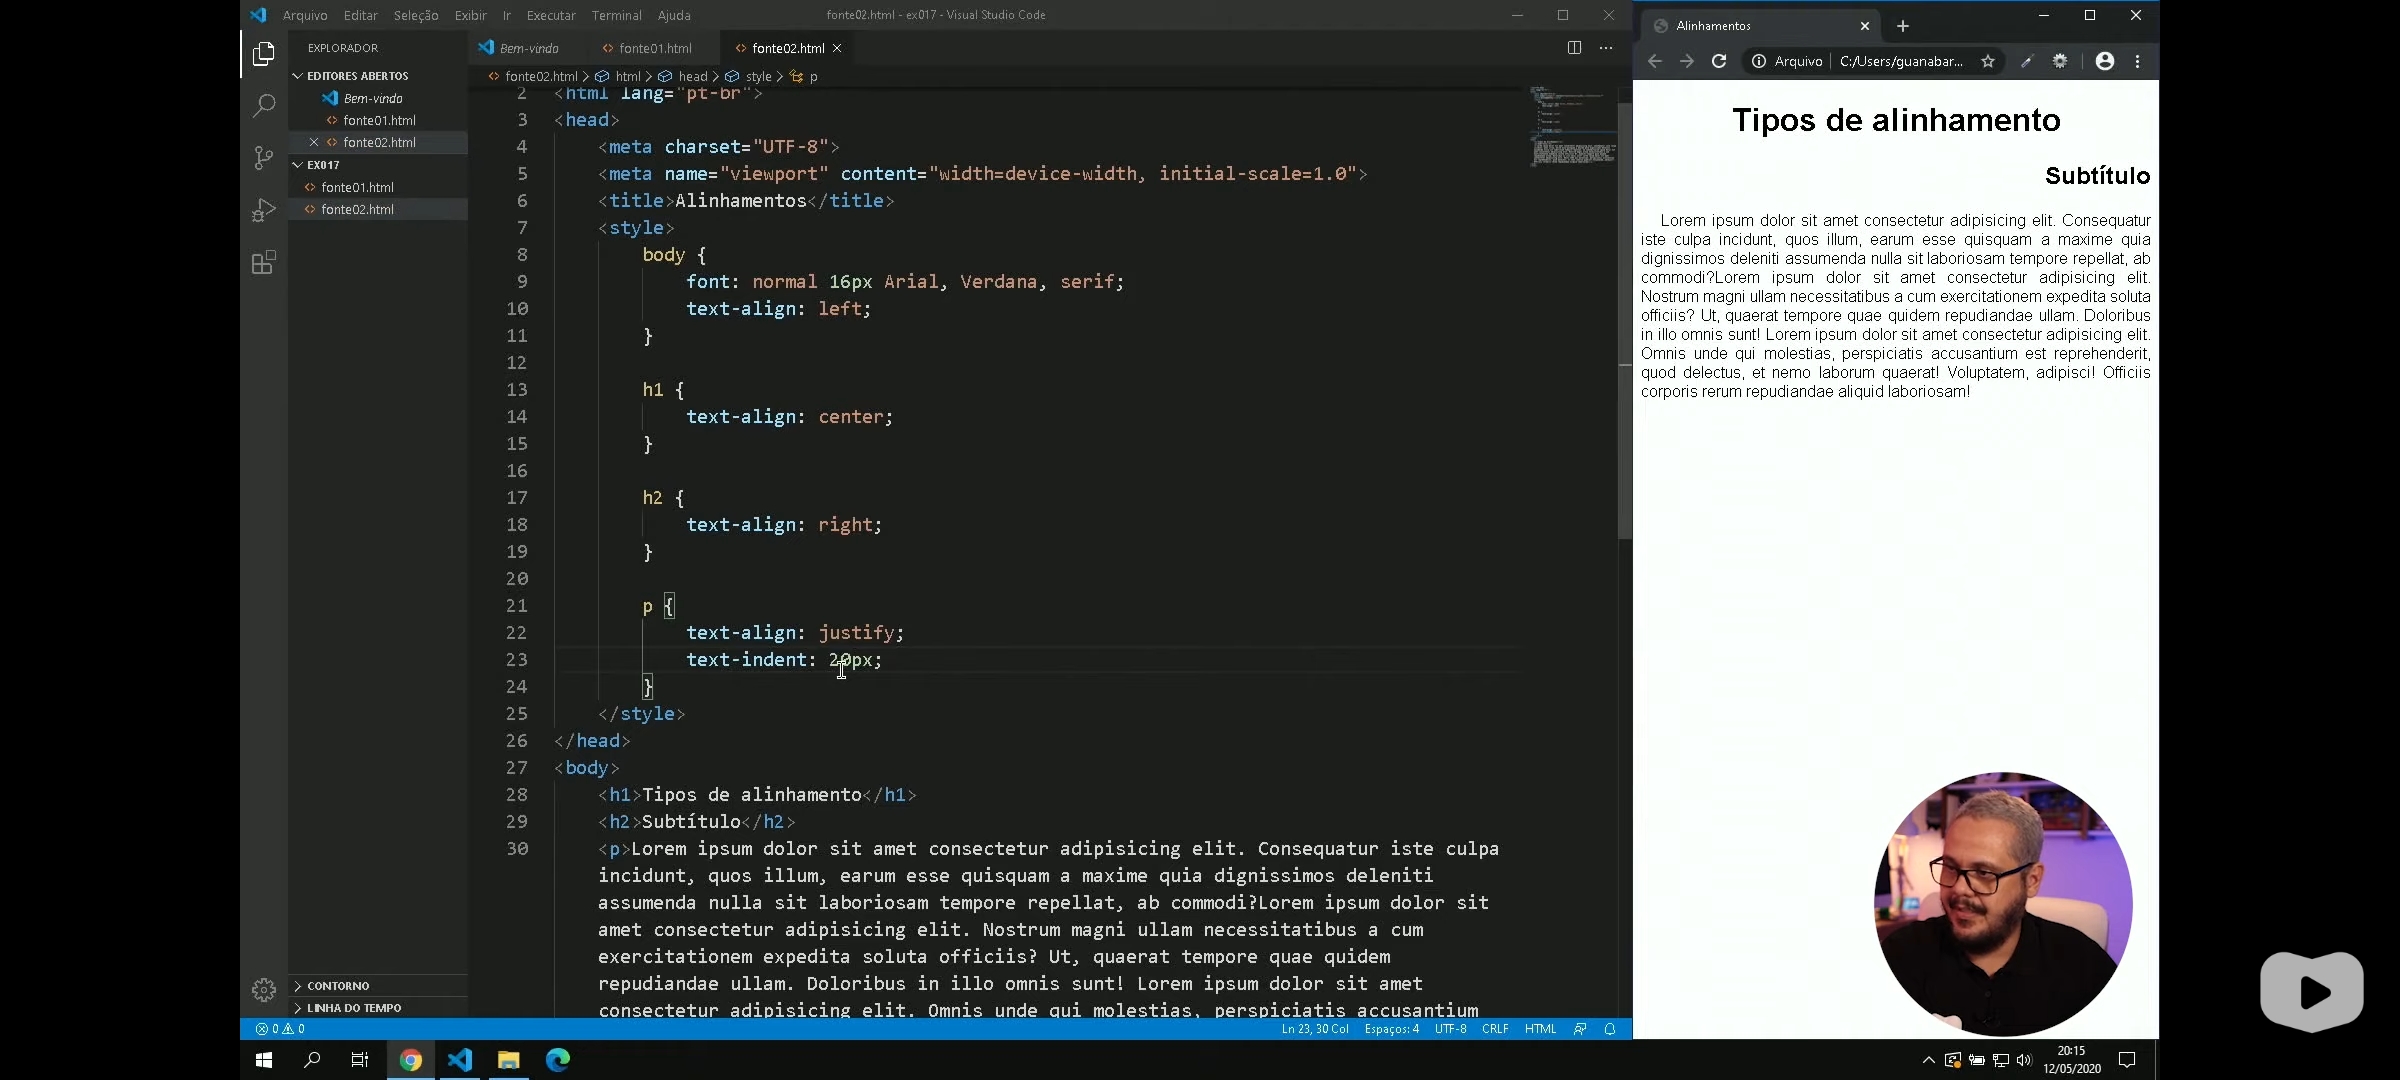 Arquivo Editar Seleção Exibir Ir Executar Terminal Ajuda
fonte02.html - ex017 - Visual Studio Code
EXPLORADOR
EDITORES ABERTOS
Bem-vindo
fonte01.html
fonte02.html
EX017
fonte01.html
fonte02.html
CONTORNO
LINHA DO TEMPO
Bem-vindo fonte01.html fonte02.html
fonte02.html > html > head > style > p
2 <html lang="pt-br">
3 <head>
4 <meta charset="UTF-8">
5 <meta name="viewport" content="width=device-width, initial-scale=1.0">
6 <title>Alinhamentos</title>
7 <style>
8 body {
9 font: normal 16px Arial, Verdana, serif;
10 text-align: left;
11 }
12
13 h1 {
14 text-align: center;
15 }
16
17 h2 {
18 text-align: right;
19 }
20
21 p {
22 text-align: justify;
23 text-indent: 20px;
24 }
25 </style>
26 </head>
27 <body>
28 <h1>Tipos de alinhamento</h1>
29 <h2>Subtítulo</h2>
30 <p>Lorem ipsum dolor sit amet consectetur adipisicing elit. Consequatur iste culpa
incidunt, quos illum, earum esse quisquam a maxime quia dignissimos deleniti
assumenda nulla sit laboriosam tempore repellat, ab commodi?Lorem ipsum dolor sit
amet consectetur adipisicing elit. Nostrum magni ullam necessitatibus a cum
exercitationem expedita soluta officiis? Ut, quaerat tempore quae quidem
repudiandae ullam. Doloribus in illo omnis sunt! Lorem ipsum dolor sit amet
consectetur adipisicing elit. Omnis unde qui molestias, perspiciatis accusantium
0 0
Ln 23, 30 Col Espaços: 4 UTF-8 CRLF HTML
Alinhamentos
Arquivo C:/Users/guanabar...
Tipos de alinhamento
Subtítulo
Lorem ipsum dolor sit amet consectetur adipisicing elit. Consequatur
iste culpa incidunt, quos illum, earum esse quisquam a maxime quia
dignissimos deleniti assumenda nulla sit laboriosam tempore repellat, ab
commodi?Lorem ipsum dolor sit amet consectetur adipisicing elit.
Nostrum magni ullam necessitatibus a cum exercitationem expedita soluta
officiis? Ut, quaerat tempore quae quidem repudiandae ullam. Doloribus
in illo omnis sunt! Lorem ipsum dolor sit amet consectetur adipisicing elit.
Omnis unde qui molestias, perspiciatis accusantium est reprehenderit,
quod delectus, et nemo laborum quaerat! Voluptatem, adipisci! Officiis
corporis rerum repudiandae aliquid laboriosam!
20:15
12/05/2020